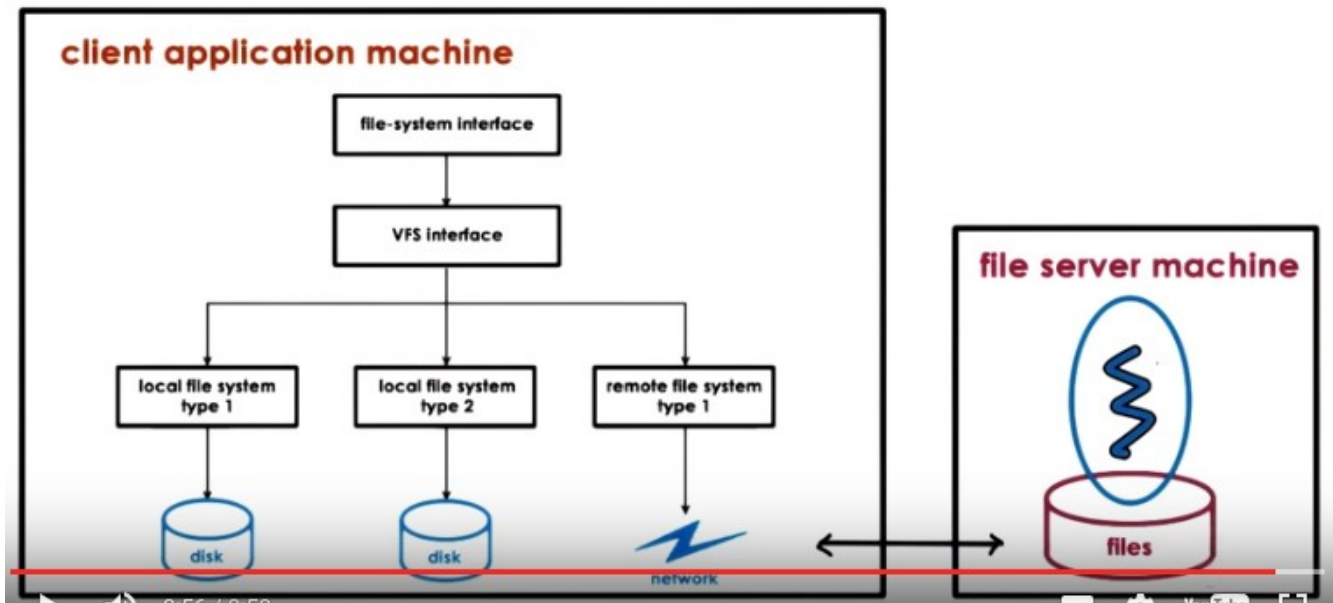 client application machine
file-system interface
VFS interface
file server machine
local file system
type 1
local file system
type 2
remote file system
type 1
files
disk
disk
network